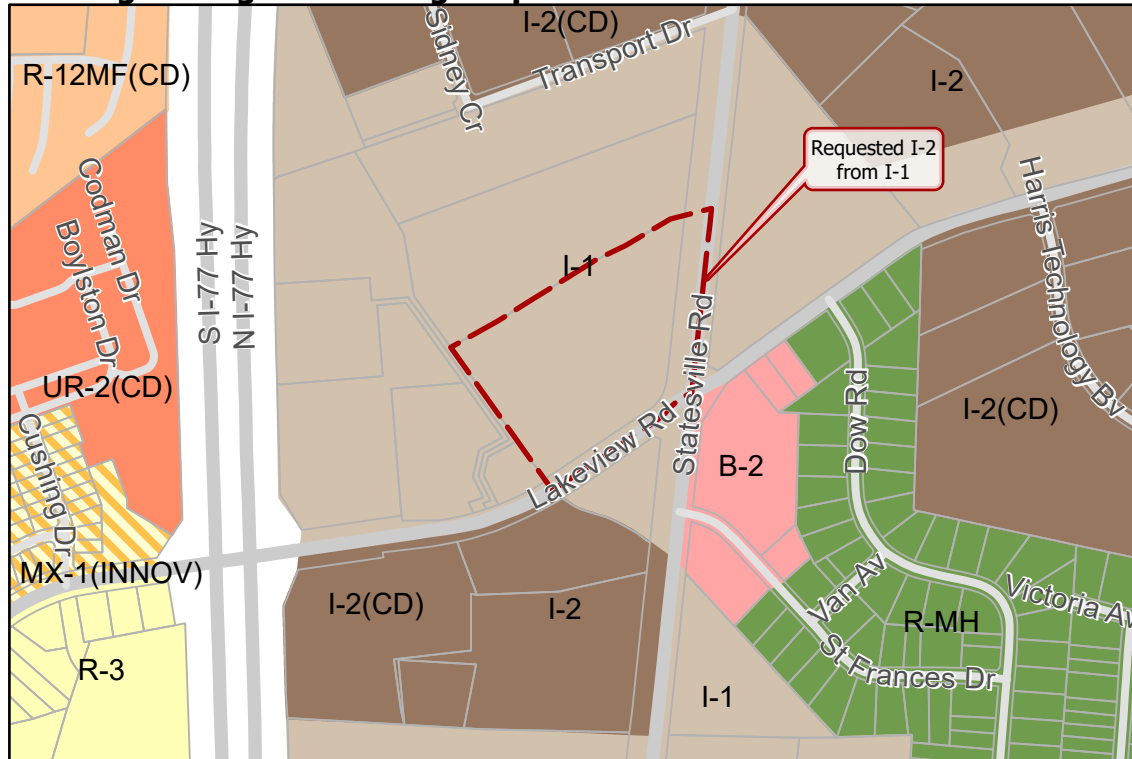 I-2(CD)
Sidney Cr
Transport Dr
R-12MF(CD)
I-2
Requested I-2
from I-1
Codman Dr
Boylston Dr
S I-77 Hy
N I-77 Hy
I-1
Harris Technology Bv
Statesville Rd
UR-2(CD)
Lakeview Rd
Dow Rd
I-2(CD)
Cushing Dr
B-2
MX-1(INNOV)
I-2(CD)
I-2
Van Av
Victoria Av
R-MH
St Frances Dr
R-3
I-1